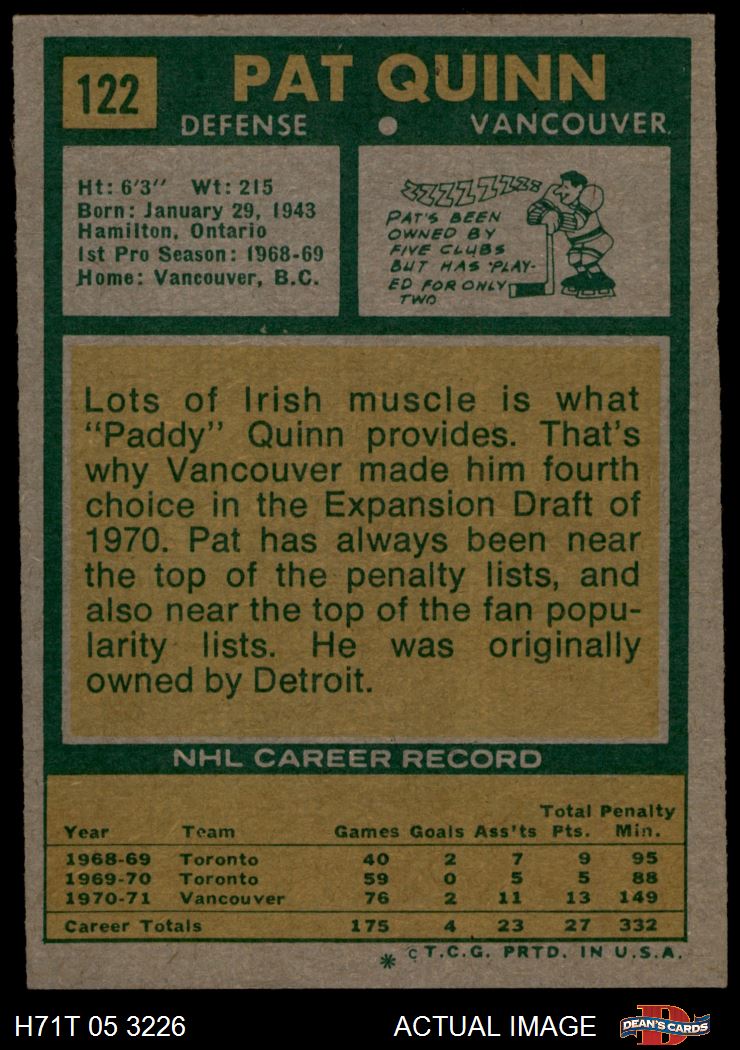 122
PAT QUINN
DEFENSE • VANCOUVER
Ht: 6'3" Wt: 215
Born: January 29, 1943
Hamilton, Ontario
1st Pro Season: 1968-69
Home: Vancouver, B.C.
ZZZZZZZZZ
PAT'S BEEN
OWNED BY
FIVE CLUBS
BUT HAS PLAY-
ED FOR ONLY
TWO
Lots of Irish muscle is what
"Paddy" Quinn provides. That's
why Vancouver made him fourth
choice in the Expansion Draft of
1970. Pat has always been near
the top of the penalty lists, and
also near the top of the fan popu-
larity lists. He was originally
owned by Detroit.
NHL CAREER RECORD
Total Penalty
Year Team Games Goals Ass'ts Pts. Min.
1968-69 Toronto 40 2 7 9 95
1969-70 Toronto 59 0 5 5 88
1970-71 Vancouver 76 2 11 13 149
Career Totals 175 4 23 27 332
* © T.C.G. PRTD. IN U.S.A.
H71T 05 3226 ACTUAL IMAGE
D
DEAN'S CARDS